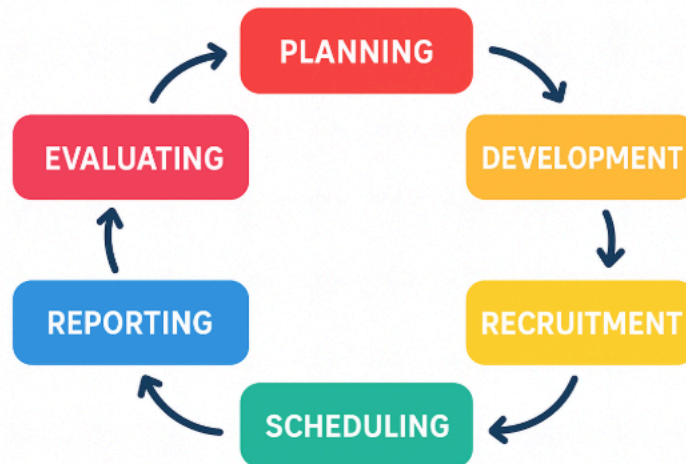 PLANNING
DEVELOPMENT
RECRUITMENT
SCHEDULING
REPORTING
EVALUATING